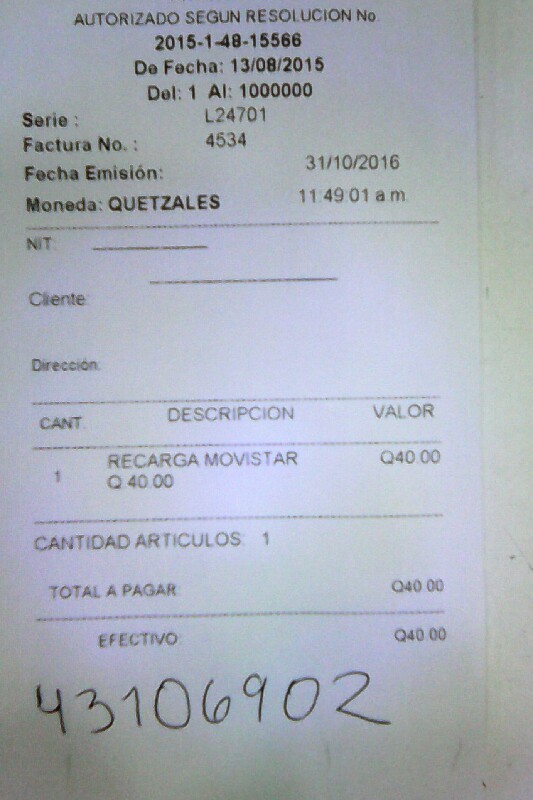 AUTORIZADO SEGUN RESOLUCION No.
2015-1-48-15566
De Fecha: 13/08/2015
Del: 1 Al: 1000000
Serie : L24701
Factura No. : 4534
Fecha Emisión: 31/10/2016
Moneda: QUETZALES 11:49:01 a.m.
NIT:
Cliente:
Dirección:
CANT. DESCRIPCION VALOR
1 RECARGA MOVISTAR Q40.00
Q 40.00
CANTIDAD ARTICULOS: 1
TOTAL A PAGAR: Q40.00
EFECTIVO: Q40.00
43106902